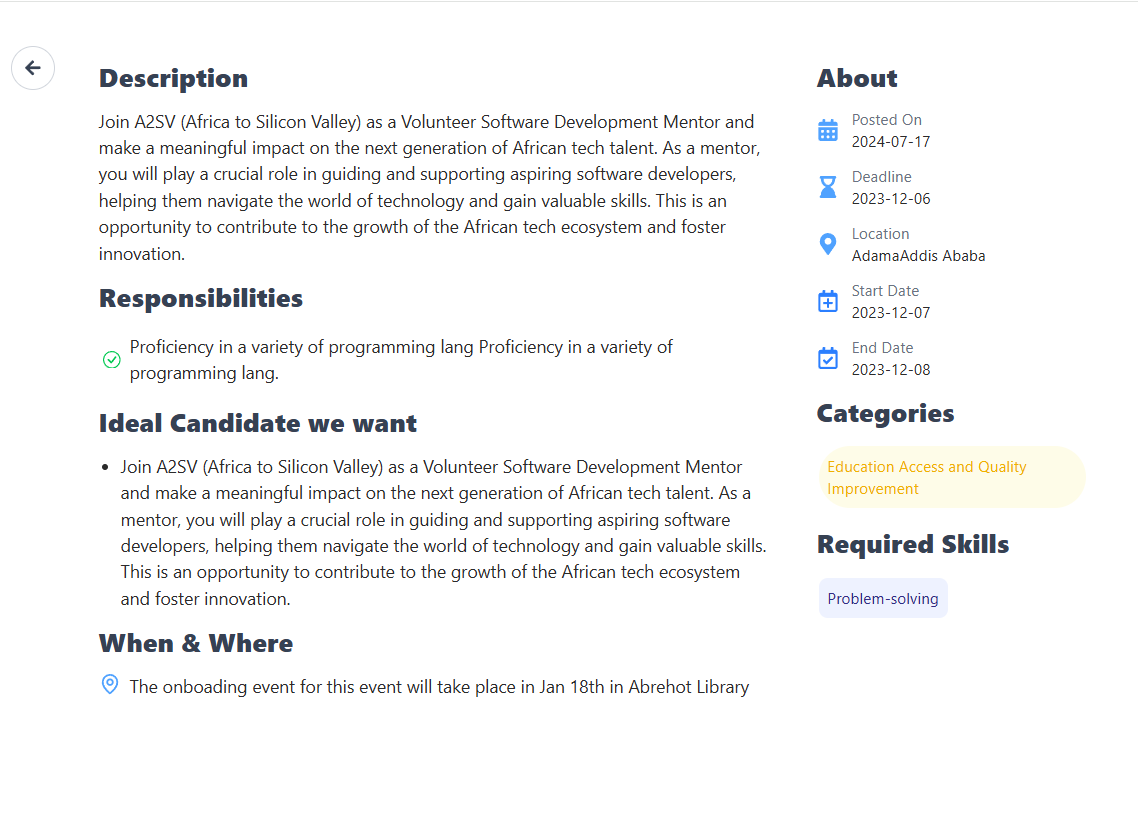 Description
Join A2SV (Africa to Silicon Valley) as a Volunteer Software Development Mentor and
make a meaningful impact on the next generation of African tech talent. As a mentor,
you will play a crucial role in guiding and supporting aspiring software developers,
helping them navigate the world of technology and gain valuable skills. This is an
opportunity to contribute to the growth of the African tech ecosystem and foster
innovation.
Responsibilities
Proficiency in a variety of programming lang Proficiency in a variety of
programming lang.
Ideal Candidate we want
• Join A2SV (Africa to Silicon Valley) as a Volunteer Software Development Mentor
and make a meaningful impact on the next generation of African tech talent. As a
mentor, you will play a crucial role in guiding and supporting aspiring software
developers, helping them navigate the world of technology and gain valuable skills.
This is an opportunity to contribute to the growth of the African tech ecosystem
and foster innovation.
When & Where
The onboading event for this event will take place in Jan 18th in Abrehot Library
About
Posted On
2024-07-17
Deadline
2023-12-06
Location
AdamaAddis Ababa
Start Date
2023-12-07
End Date
2023-12-08
Categories
Education Access and Quality
Improvement
Required Skills
Problem-solving